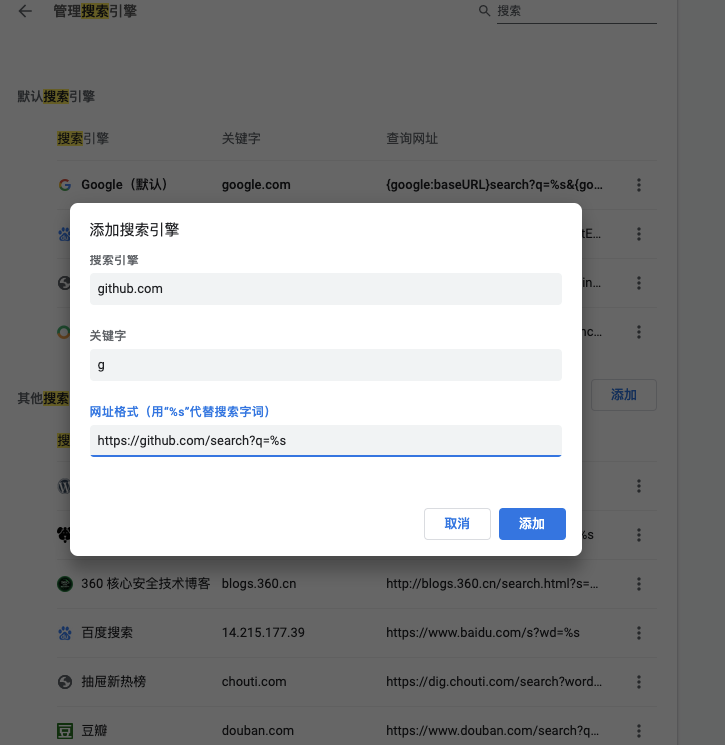 管理搜索引擎
搜索
默认搜索引擎
搜索引擎 关键字 查询网址
Google（默认） google.com {google:baseURL}search?q=%s&{go...
tE...
in...
nc...
添加搜索引擎
搜索引擎
github.com
关键字
g
网址格式（用"%s"代替搜索字词）
https://github.com/search?q=%s
取消 添加
其他搜索
添加
搜
%s
360 核心安全技术博客 blogs.360.cn http://blogs.360.cn/search.html?s=...
百度搜索 14.215.177.39 https://www.baidu.com/s?wd=%s
抽屉新热榜 chouti.com https://dig.chouti.com/search?word...
豆瓣 douban.com https://www.douban.com/search?q...